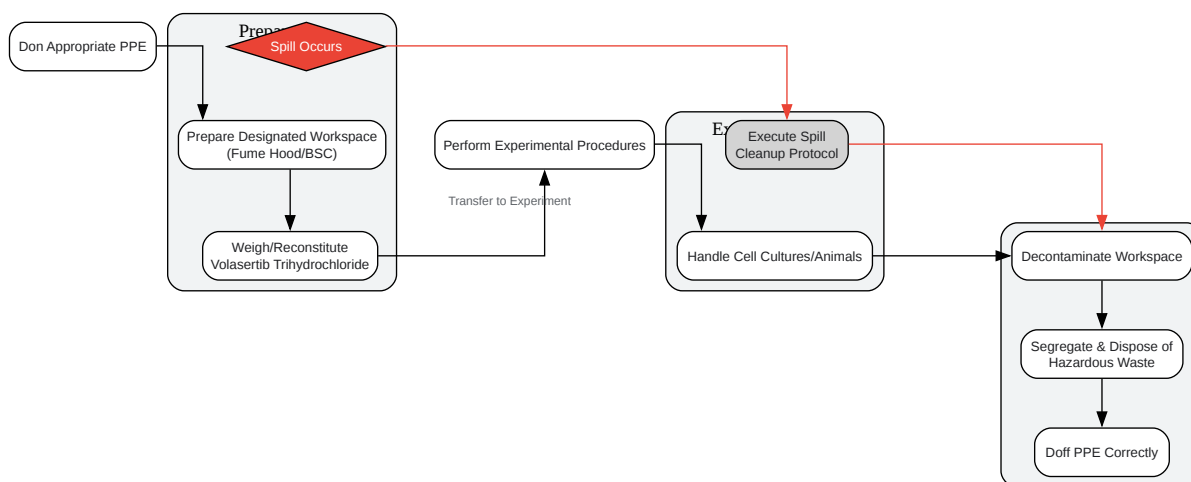 Don Appropriate PPE
Spill Occurs
Prepare Designated Workspace
(Fume Hood/BSC)
Weigh/Reconstitute
Volasertib Trihydrochloride
Transfer to Experiment
Perform Experimental Procedures
Execute Spill
Cleanup Protocol
Handle Cell Cultures/Animals
Decontaminate Workspace
Segregate & Dispose of
Hazardous Waste
Doff PPE Correctly